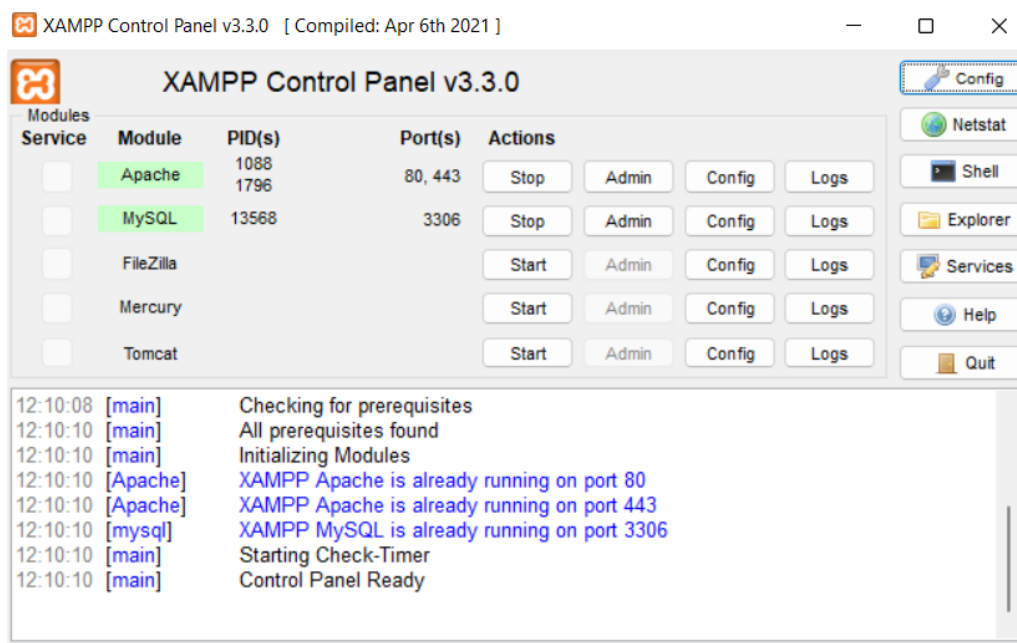 XAMPP Control Panel v3.3.0 [ Compiled: Apr 6th 2021 ]
XAMPP Control Panel v3.3.0
Config
Modules
Netstat
Service Module PID(s) Port(s) Actions
Apache 1088 1796 80, 443 Stop Admin Config Logs
Shell
MySQL 13568 3306 Stop Admin Config Logs
Explorer
FileZilla Start Admin Config Logs
Services
Mercury Start Admin Config Logs
Help
Tomcat Start Admin Config Logs
Quit
12:10:08 [main] Checking for prerequisites
12:10:10 [main] All prerequisites found
12:10:10 [main] Initializing Modules
12:10:10 [Apache] XAMPP Apache is already running on port 80
12:10:10 [Apache] XAMPP Apache is already running on port 443
12:10:10 [mysql] XAMPP MySQL is already running on port 3306
12:10:10 [main] Starting Check-Timer
12:10:10 [main] Control Panel Ready